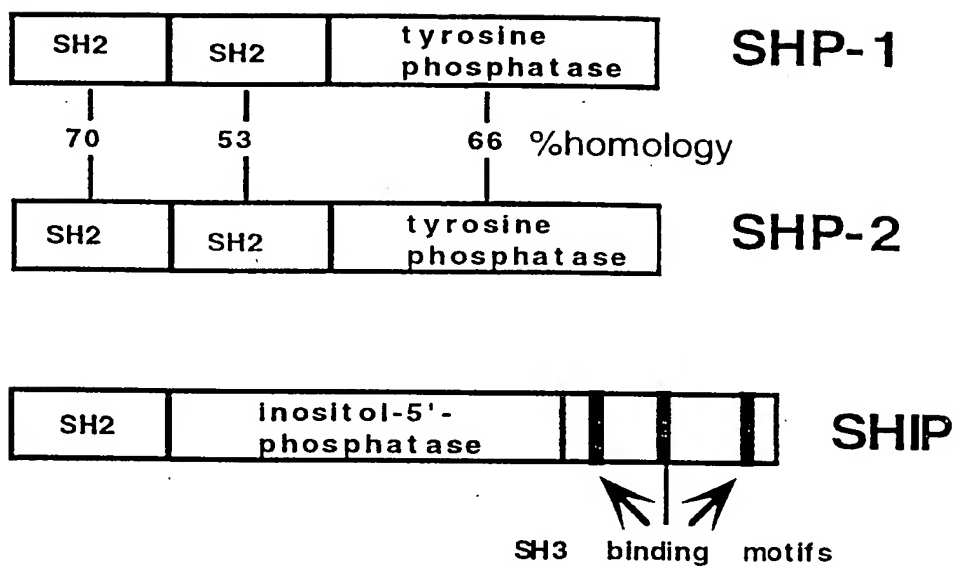 SH2 SH2 tyrosine phosphatase SHP-1
70 53 66 %homology
SH2 SH2 tyrosine phosphatase SHP-2
SH2 inositol-5'-phosphatase SHIP
SH3 binding motifs